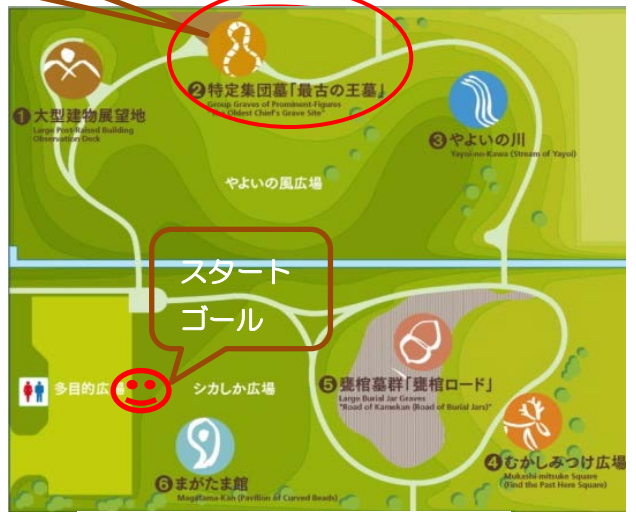 ❷特定集団墓「最古の王墓」
Group Graves of Prominent-Figures
"An Oldest Chief's Grave Site"
❶大型建物展望地
Large Post-Raised Building
Observation Deck
❸やよいの川
Yayoi-no-Kawa (Stream of Yayoi)
やよいの風広場
スタート
ゴール
多目的広場
シカしか広場
❺甕棺墓群「甕棺ロード」
Large Burial Jar Graves
"Road of Kamekan (Road of Burial Jars)"
❹むかしみつけ広場
Mukashi-mitsuke Square
(Find the Past Here Square)
❻まがたま館
Magatama-Kan (Pavilion of Curved Beads)